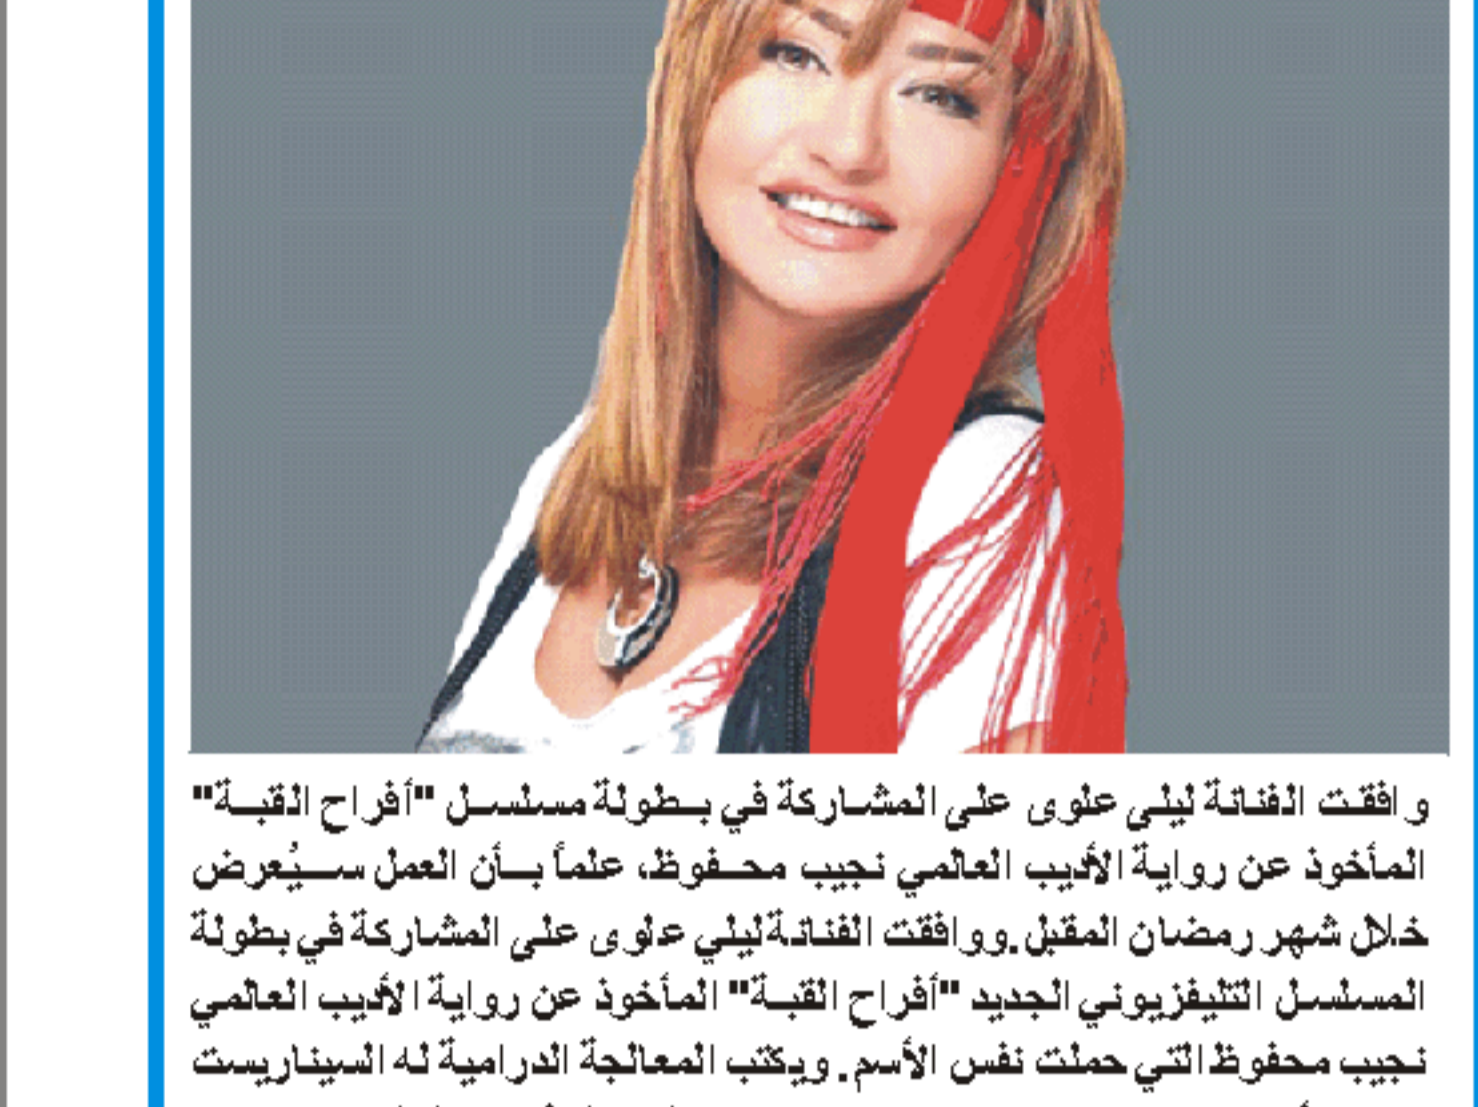 وافقت الفنانة ليلي علوى على المشاركة في بطولة مسلسل "أفراح القبة"
المأخوذ عن رواية الأديب العالمي نجيب محفوظ، علماً بأن العمل سيُعرض
خلال شهر رمضان المقبل.ووافقت الفنانة ليلي علوى على المشاركة في بطولة
المسلسل التليفزيوني الجديد "أفراح القبة" المأخوذ عن رواية الأديب العالمي
نجيب محفوظ التي حملت نفس الأسم. ويكتب المعالجة الدرامية له السيناريست